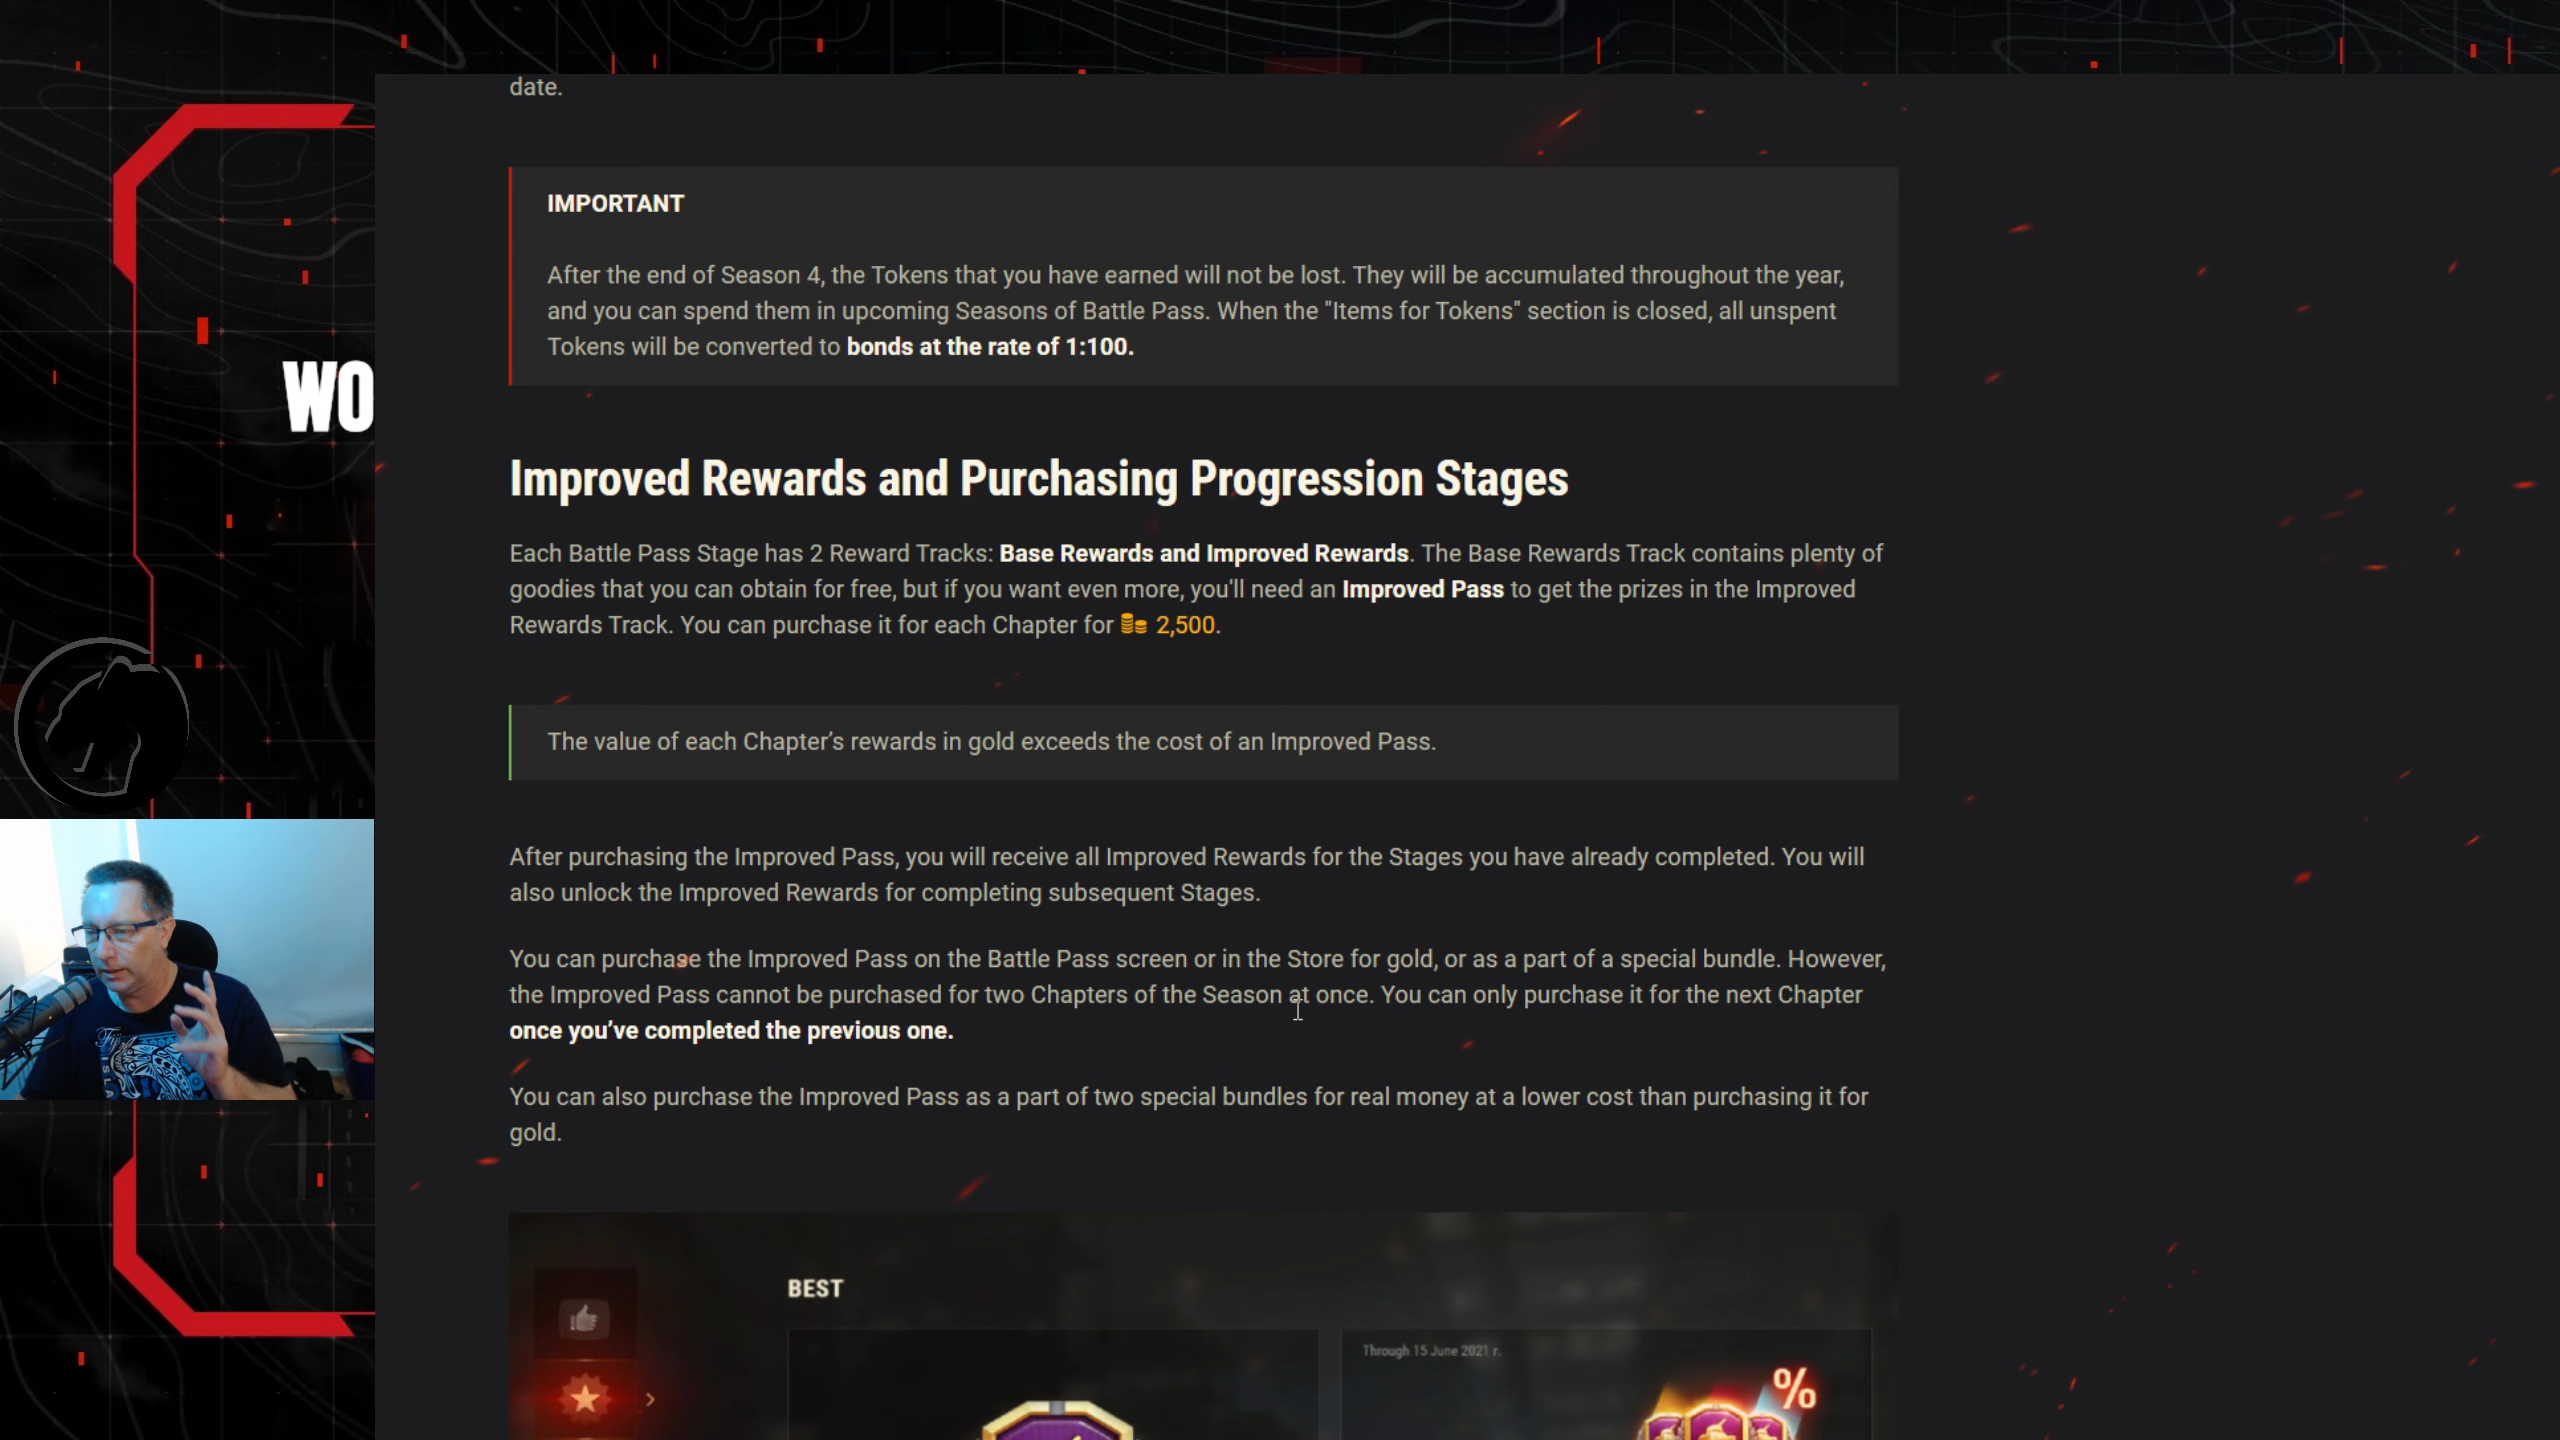 date.
IMPORTANT
After the end of Season 4, the Tokens that you have earned will not be lost. They will be accumulated throughout the year,
and you can spend them in upcoming Seasons of Battle Pass. When the "Items for Tokens" section is closed, all unspent
Tokens will be converted to bonds at the rate of 1:100.
WO
Improved Rewards and Purchasing Progression Stages
Each Battle Pass Stage has 2 Reward Tracks: Base Rewards and Improved Rewards. The Base Rewards Track contains plenty of
goodies that you can obtain for free, but if you want even more, you'll need an Improved Pass to get the prizes in the Improved
Rewards Track. You can purchase it for each Chapter for 2,500.
The value of each Chapter’s rewards in gold exceeds the cost of an Improved Pass.
After purchasing the Improved Pass, you will receive all Improved Rewards for the Stages you have already completed. You will
also unlock the Improved Rewards for completing subsequent Stages.
You can purchase the Improved Pass on the Battle Pass screen or in the Store for gold, or as a part of a special bundle. However,
the Improved Pass cannot be purchased for two Chapters of the Season at once. You can only purchase it for the next Chapter
once you’ve completed the previous one.
You can also purchase the Improved Pass as a part of two special bundles for real money at a lower cost than purchasing it for
gold.
BEST
Through 15 June 2021 r.
%